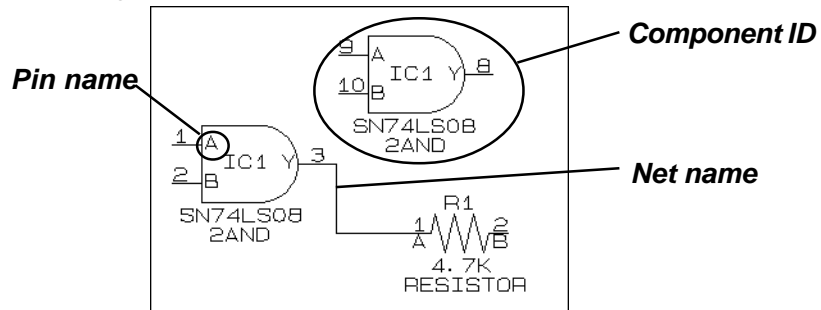 Component ID
9
A
IC1 Y 8
10 B
SN74LS08
2AND
Pin name
1 A
IC1 Y 3
2 B
SN74LS08
2AND
Net name
R1
1 2
A B
4.7K
RESISTOR